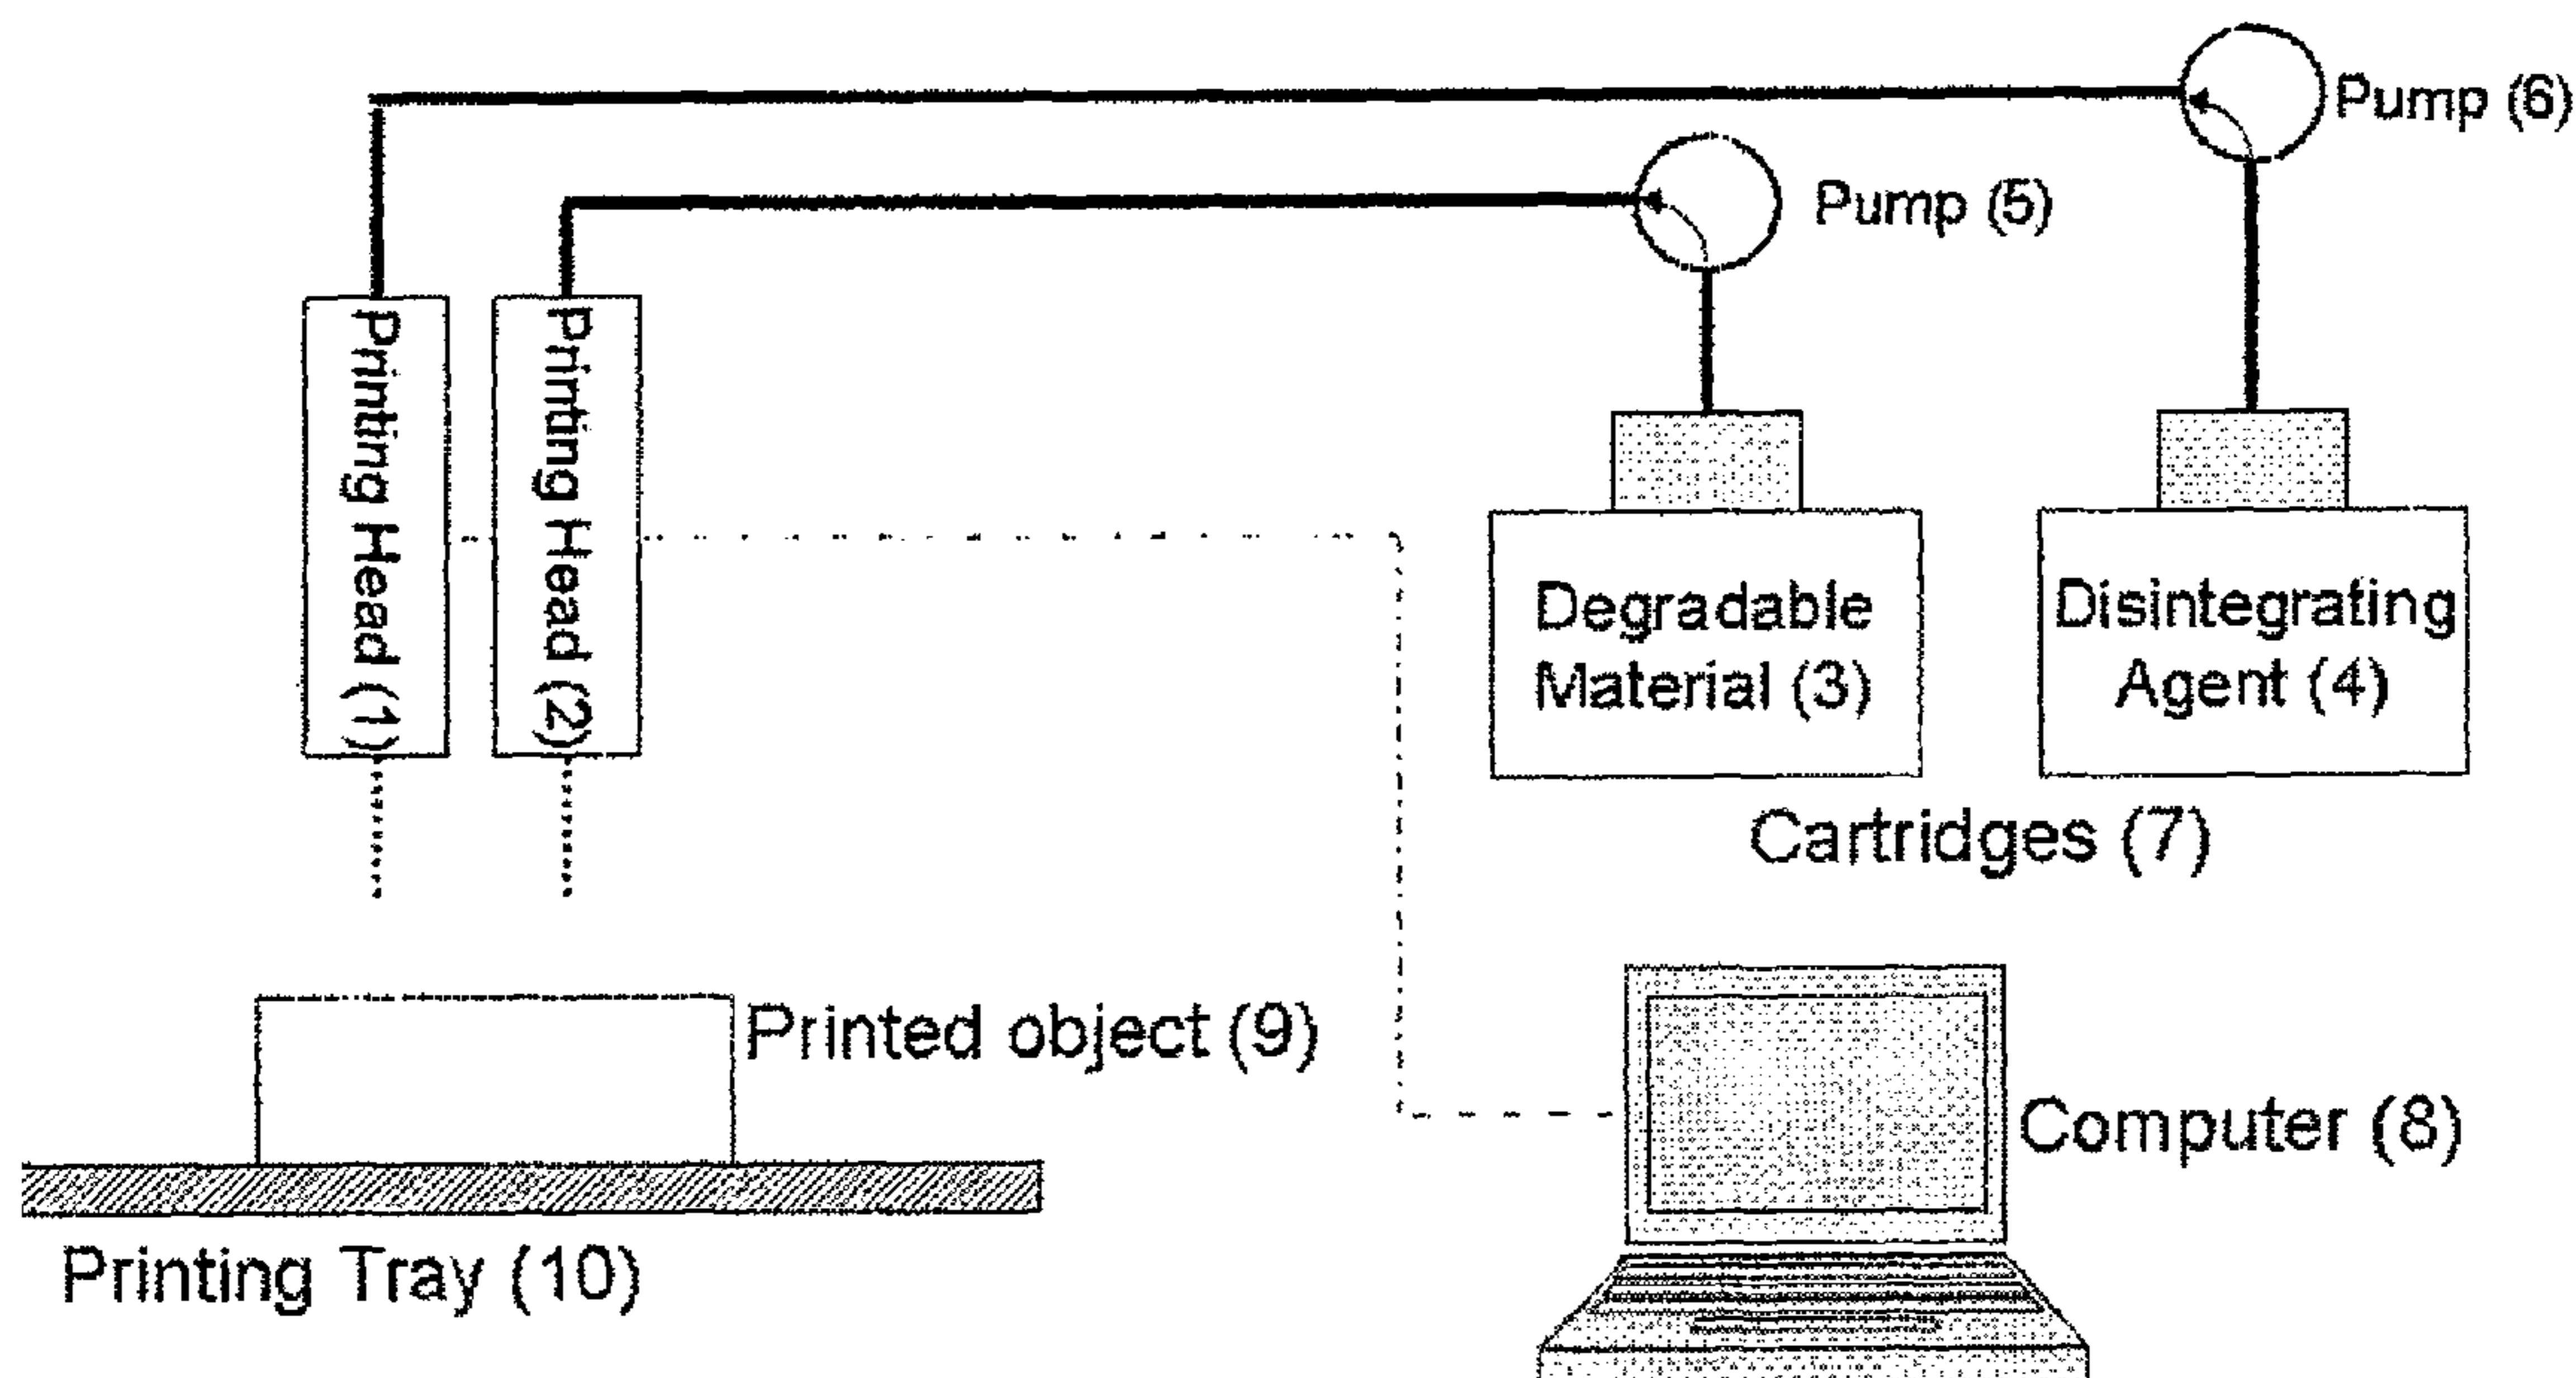 Pump (6)
Pump (5)
Printing Head (1)
Printing Head (2)
Degradable
Material (3)
Disintegrating
Agent (4)
Cartridges (7)
Printed object (9)
Computer (8)
Printing Tray (10)